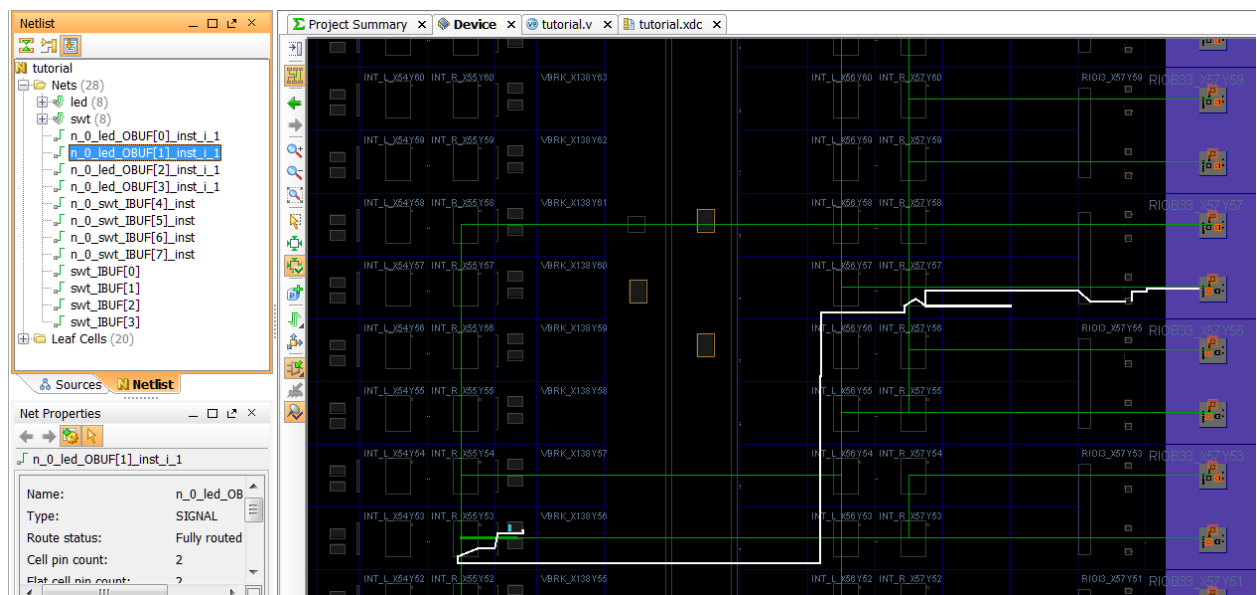 Netlist
tutorial
Nets (28)
led (8)
swt (8)
n_0_led_OBUF[0]_inst_i_1
n_0_led_OBUF[1]_inst_i_1
n_0_led_OBUF[2]_inst_i_1
n_0_led_OBUF[3]_inst_i_1
n_0_swt_IBUF[4]_inst
n_0_swt_IBUF[5]_inst
n_0_swt_IBUF[6]_inst
n_0_swt_IBUF[7]_inst
swt_IBUF[0]
swt_IBUF[1]
swt_IBUF[2]
swt_IBUF[3]
Leaf Cells (20)
Sources Netlist
Net Properties
n_0_led_OBUF[1]_inst_i_1
Name: n_0_led_OB
Type: SIGNAL
Route status: Fully routed
Cell pin count: 2
Flat cell pin count: 2
Project Summary Device tutorial.v tutorial.xdc
INT_L_X54Y60 INT_R_X55Y60 VBRK_X138Y63 INT_L_X56Y60 INT_R_X57Y60 RIOI3_X57Y59 RIOB33_X57Y59
INT_L_X54Y59 INT_R_X55Y59 VBRK_X138Y62 INT_L_X56Y59 INT_R_X57Y59
INT_L_X54Y58 INT_R_X55Y58 VBRK_X138Y61 INT_L_X56Y58 INT_R_X57Y58 RIOB33_X57Y57
INT_L_X54Y57 INT_R_X55Y57 VBRK_X138Y60 INT_L_X56Y57 INT_R_X57Y57
INT_L_X54Y56 INT_R_X55Y56 VBRK_X138Y59 INT_L_X56Y56 INT_R_X57Y56 RIOI3_X57Y55 RIOB33_X57Y55
INT_L_X54Y55 INT_R_X55Y55 VBRK_X138Y58 INT_L_X56Y55 INT_R_X57Y55
INT_L_X54Y54 INT_R_X55Y54 VBRK_X138Y57 INT_L_X56Y54 INT_R_X57Y54 RIOI3_X57Y53 RIOB33_X57Y53
INT_L_X54Y53 INT_R_X55Y53 VBRK_X138Y56 INT_L_X56Y53 INT_R_X57Y53
INT_L_X54Y52 INT_R_X55Y52 VBRK_X138Y55 INT_L_X56Y52 INT_R_X57Y52 RIOI3_X57Y51 RIOB33_X57Y51